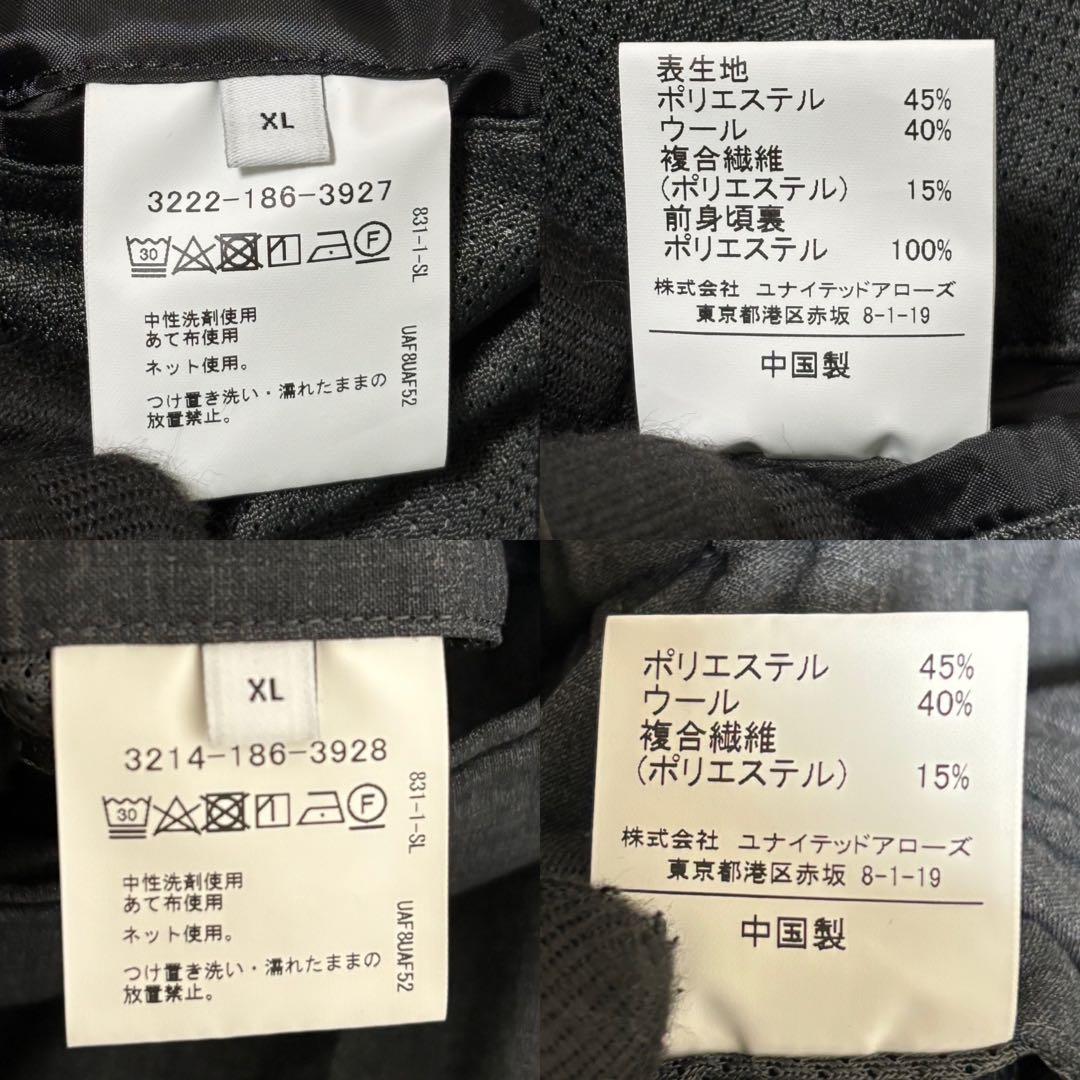 XL
3222-186-3927
30
F
中性洗剤使用
あて布使用
ネット使用。
つけ置き洗い・濡れたままの
放置禁止。
831-1-SL
UAF8UAF52
表生地
ポリエステル 45%
ウール 40%
複合繊維
(ポリエステル) 15%
前身頃裏
ポリエステル 100%
株式会社 ユナイテッドアローズ
東京都港区赤坂 8-1-19
中国製
XL
3214-186-3928
30
F
中性洗剤使用
あて布使用
ネット使用。
つけ置き洗い・濡れたままの
放置禁止。
831-1-SL
UAF8UAF52
ポリエステル 45%
ウール 40%
複合繊維
(ポリエステル) 15%
株式会社 ユナイテッドアローズ
東京都港区赤坂 8-1-19
中国製